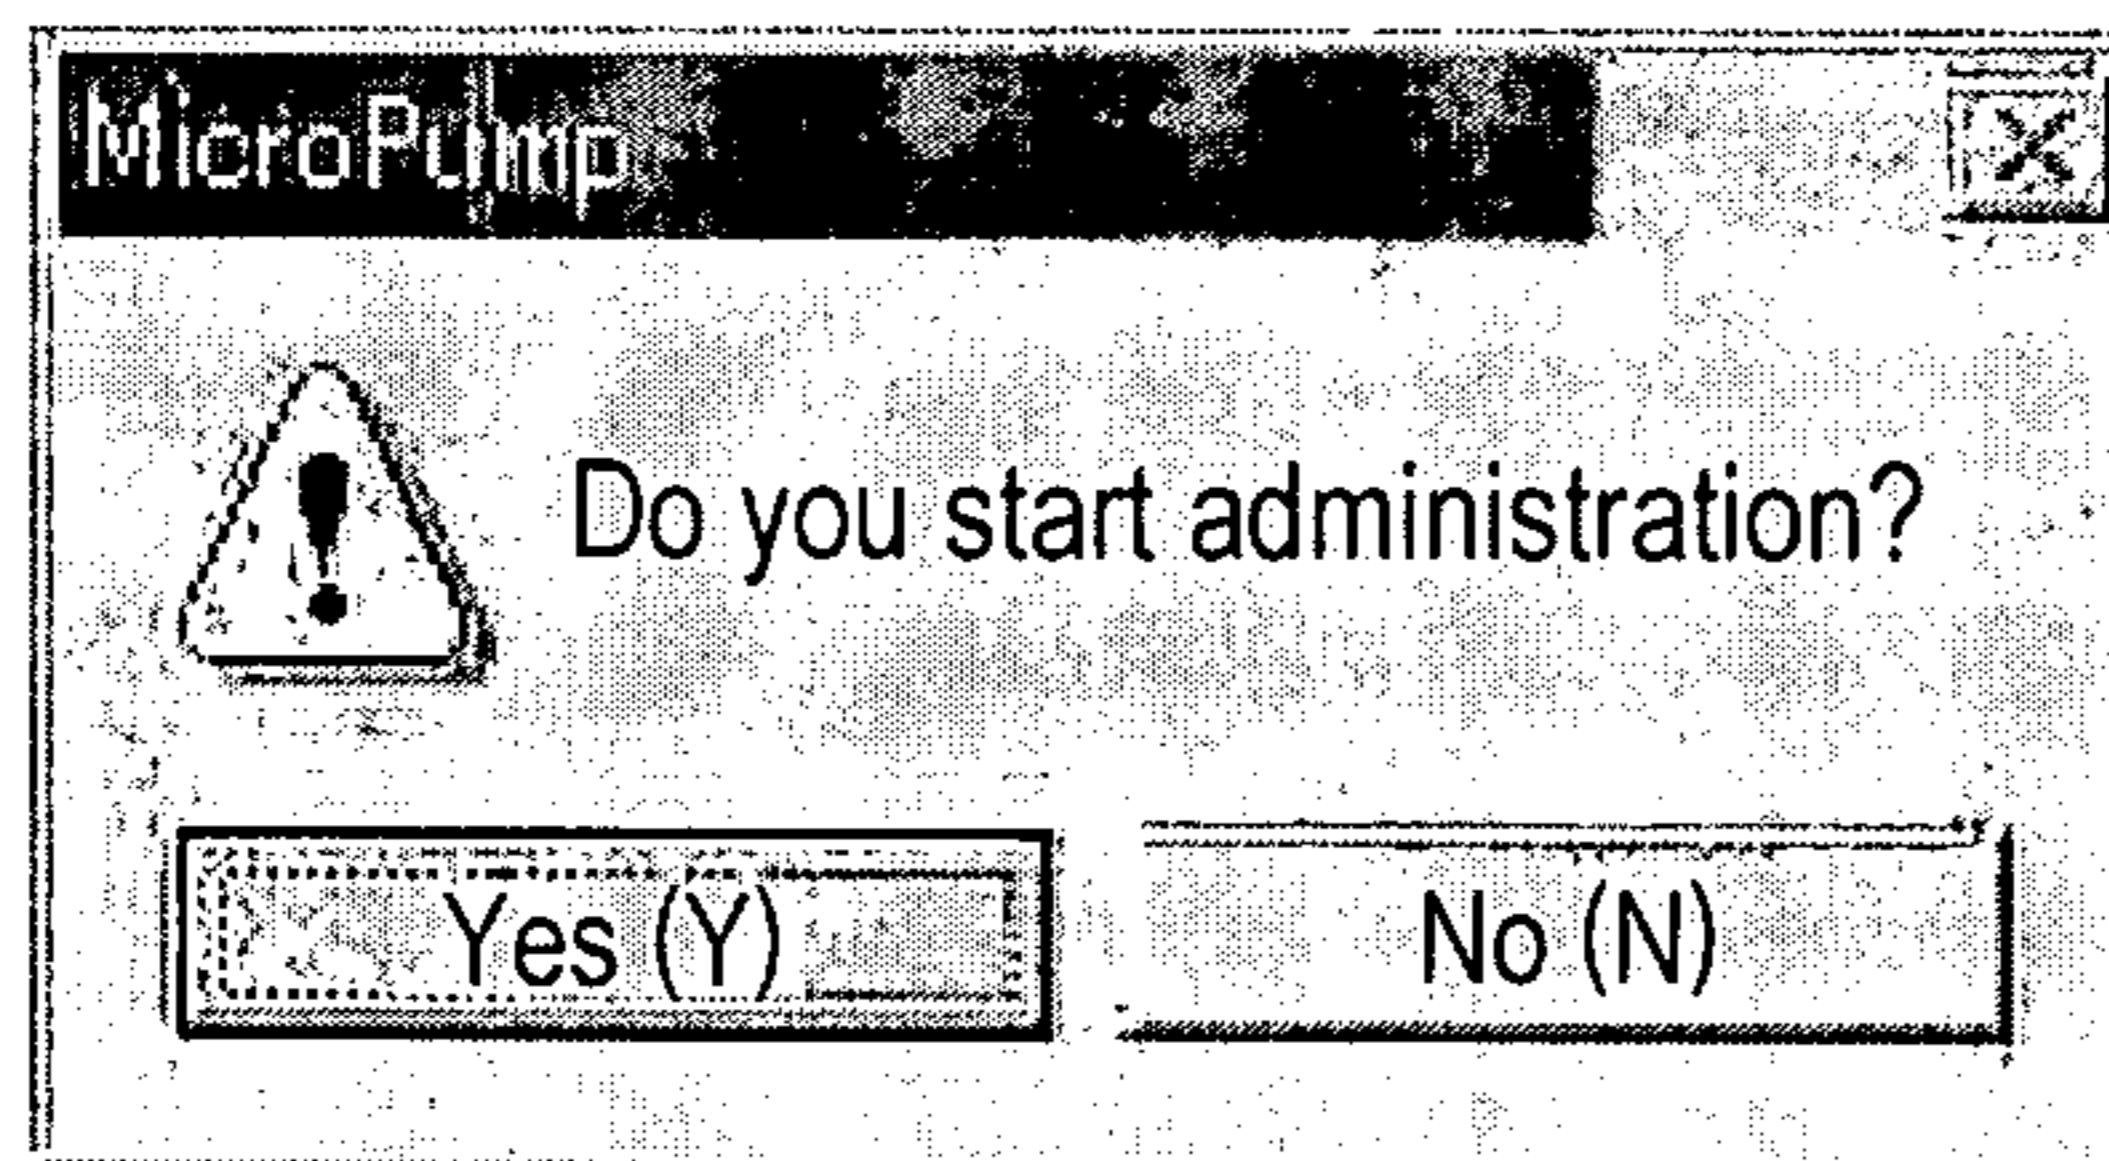 MicroPump
Do you start administration?
Yes (Y) No (N)